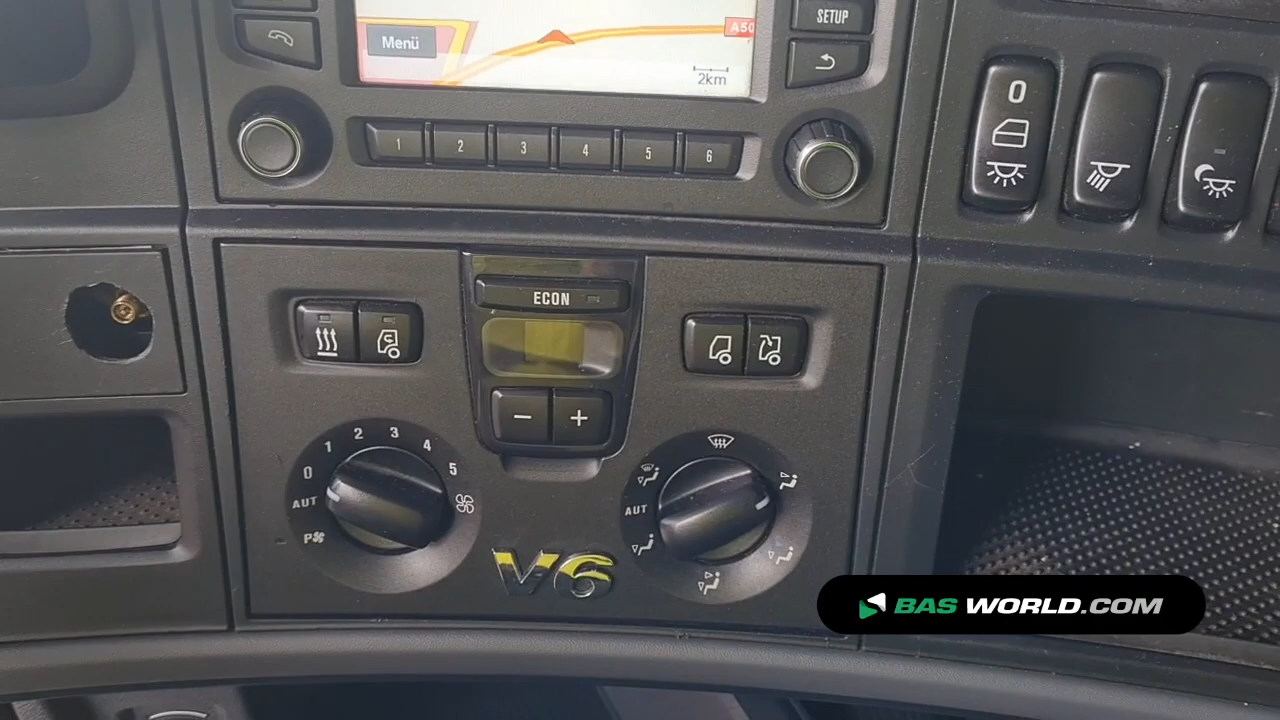 SETUP
Menü
A50
2km
1 2 3 4 5 6
0
ECON
− +
0 1 2 3 4 5
AUT
P
AUT
V6
BAS WORLD.COM